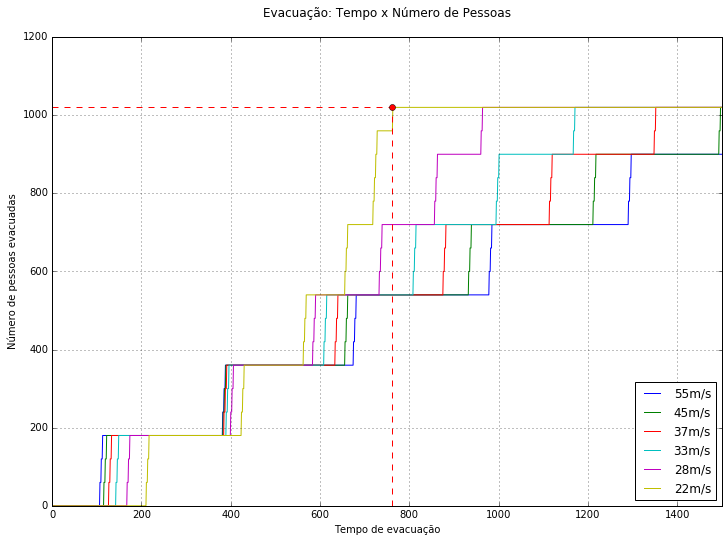 Evacuação: Tempo x Número de Pessoas
1200
1000
800
600
400
200
0
Número de pessoas evacuadas
0 200 400 600 800 1000 1200 1400
Tempo de evacuação
55m/s
45m/s
37m/s
33m/s
28m/s
22m/s